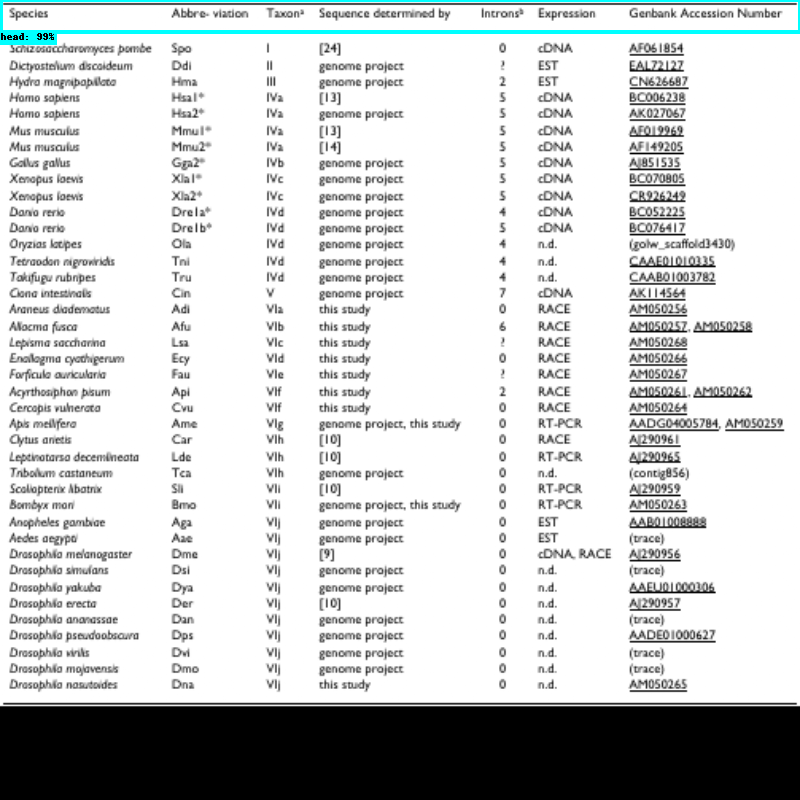 Species Abbre- viation Taxonª Sequence determined by Intronsᵇ Expression Genbank Accession Number
head: 99%
Schizosaccharomyces pombe Spo I [24] 0 cDNA AF061854
Dictyostelium discoideum Ddi II genome project ? EST EAL72127
Hydra magnipapillata Hma III genome project 2 EST CN626687
Homo sapiens Hsa1* IVa [13] 5 cDNA BC006238
Homo sapiens Hsa2* IVa genome project 5 cDNA AK027067
Mus musculus Mmu1* IVa [13] 5 cDNA AF019969
Mus musculus Mmu2* IVa [14] 5 cDNA AF149205
Gallus gallus Gga2* IVb genome project 5 cDNA AJ851535
Xenopus laevis Xla1* IVc genome project 5 cDNA BC070805
Xenopus laevis Xla2* IVc genome project 5 cDNA CR926249
Danio rerio Dre1a* IVd genome project 4 cDNA BC052225
Danio rerio Dre1b* IVd genome project 5 cDNA BC076417
Oryzias latipes Ola IVd genome project 4 n.d. (golw_scaffold3430)
Tetraodon nigroviridis Tni IVd genome project 4 n.d. CAAE01010335
Takifugu rubripes Tru IVd genome project 4 n.d. CAAB01003782
Ciona intestinalis Cin V genome project 7 cDNA AK114564
Araneus diadematus Adi VIa this study 0 RACE AM050256
Allacma fusca Afu VIb this study 6 RACE AM050257, AM050258
Lepisma saccharina Lsa VIc this study ? RACE AM050268
Enallagma cyathigerum Ecy VId this study 0 RACE AM050266
Forficula auricularia Fau VIe this study ? RACE AM050267
Acyrthosiphon pisum Api VIf this study 2 RACE AM050261, AM050262
Cercopis vulnerata Cvu VIf this study 0 RACE AM050264
Apis mellifera Ame VIg genome project, this study 0 RT-PCR AADG04005784, AM050259
Clytus arietis Car VIh [10] 0 RACE AJ290961
Leptinotarsa decemlineata Lde VIh [10] 0 RT-PCR AJ290965
Tribolium castaneum Tca VIh genome project 0 n.d. (contig856)
Scoliopterix libatrix Sli VIi [10] 0 RT-PCR AJ290959
Bombyx mori Bmo VIi genome project, this study 0 RT-PCR AM050263
Anopheles gambiae Aga VIj genome project 0 EST AAB01008888
Aedes aegypti Aae VIj genome project 0 EST (trace)
Drosophila melanogaster Dme VIj [9] 0 cDNA, RACE AJ290956
Drosophila simulans Dsi VIj genome project 0 n.d. (trace)
Drosophila yakuba Dya VIj genome project 0 n.d. AAEU01000306
Drosophila erecta Der VIj [10] 0 n.d. AJ290957
Drosophila ananassae Dan VIj genome project 0 n.d. (trace)
Drosophila pseudoobscura Dps VIj genome project 0 n.d. AADE01000627
Drosophila virilis Dvi VIj genome project 0 n.d. (trace)
Drosophila mojavensis Dmo VIj genome project 0 n.d. (trace)
Drosophila nasutoides Dna VIj this study 0 n.d. AM050265